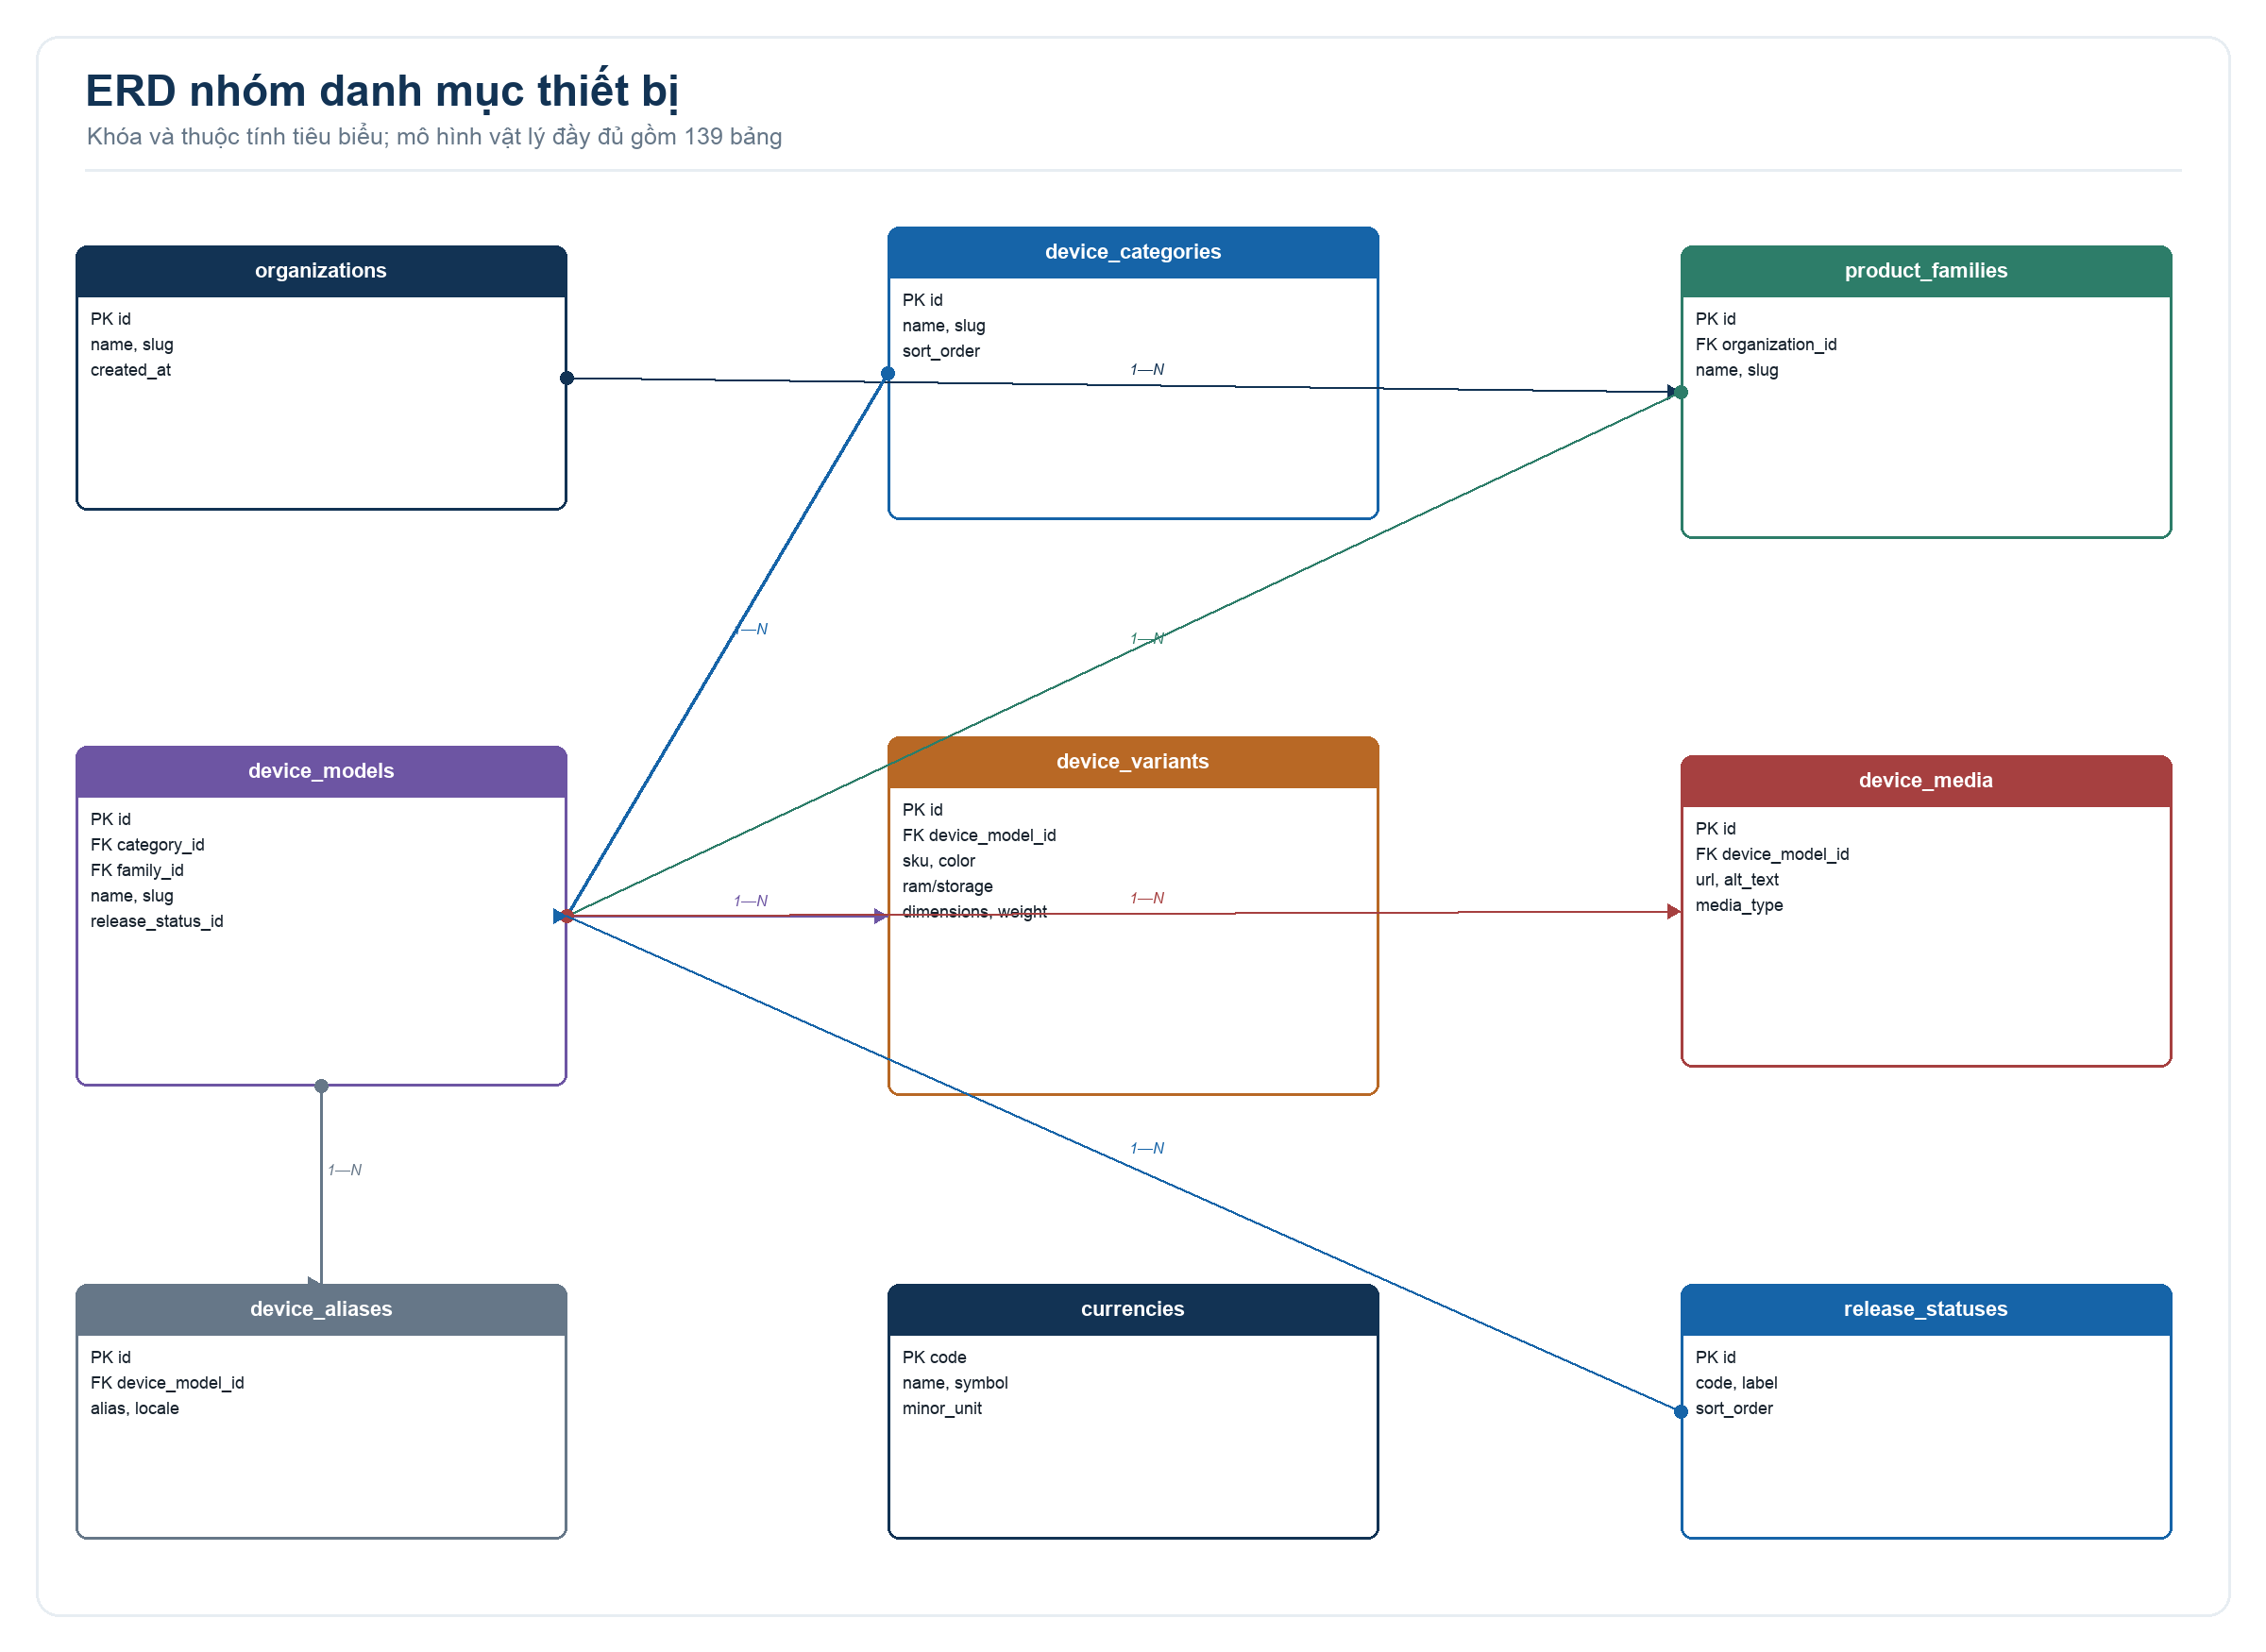 ERD nhóm danh mục thiết bị
Khóa và thuộc tính tiêu biểu; mô hình vật lý đầy đủ gồm 139 bảng
organizations
PK id
name, slug
created_at
device_categories
PK id
name, slug
sort_order
1—N
product_families
PK id
FK organization_id
name, slug
1—N
1—N
device_models
PK id
FK category_id
FK family_id
name, slug
release_status_id
1—N
device_variants
PK id
FK device_model_id
sku, color
ram/storage
dimensions, weight
1—N
device_media
PK id
FK device_model_id
url, alt_text
media_type
1—N
1—N
device_aliases
PK id
FK device_model_id
alias, locale
currencies
PK code
name, symbol
minor_unit
release_statuses
PK id
code, label
sort_order